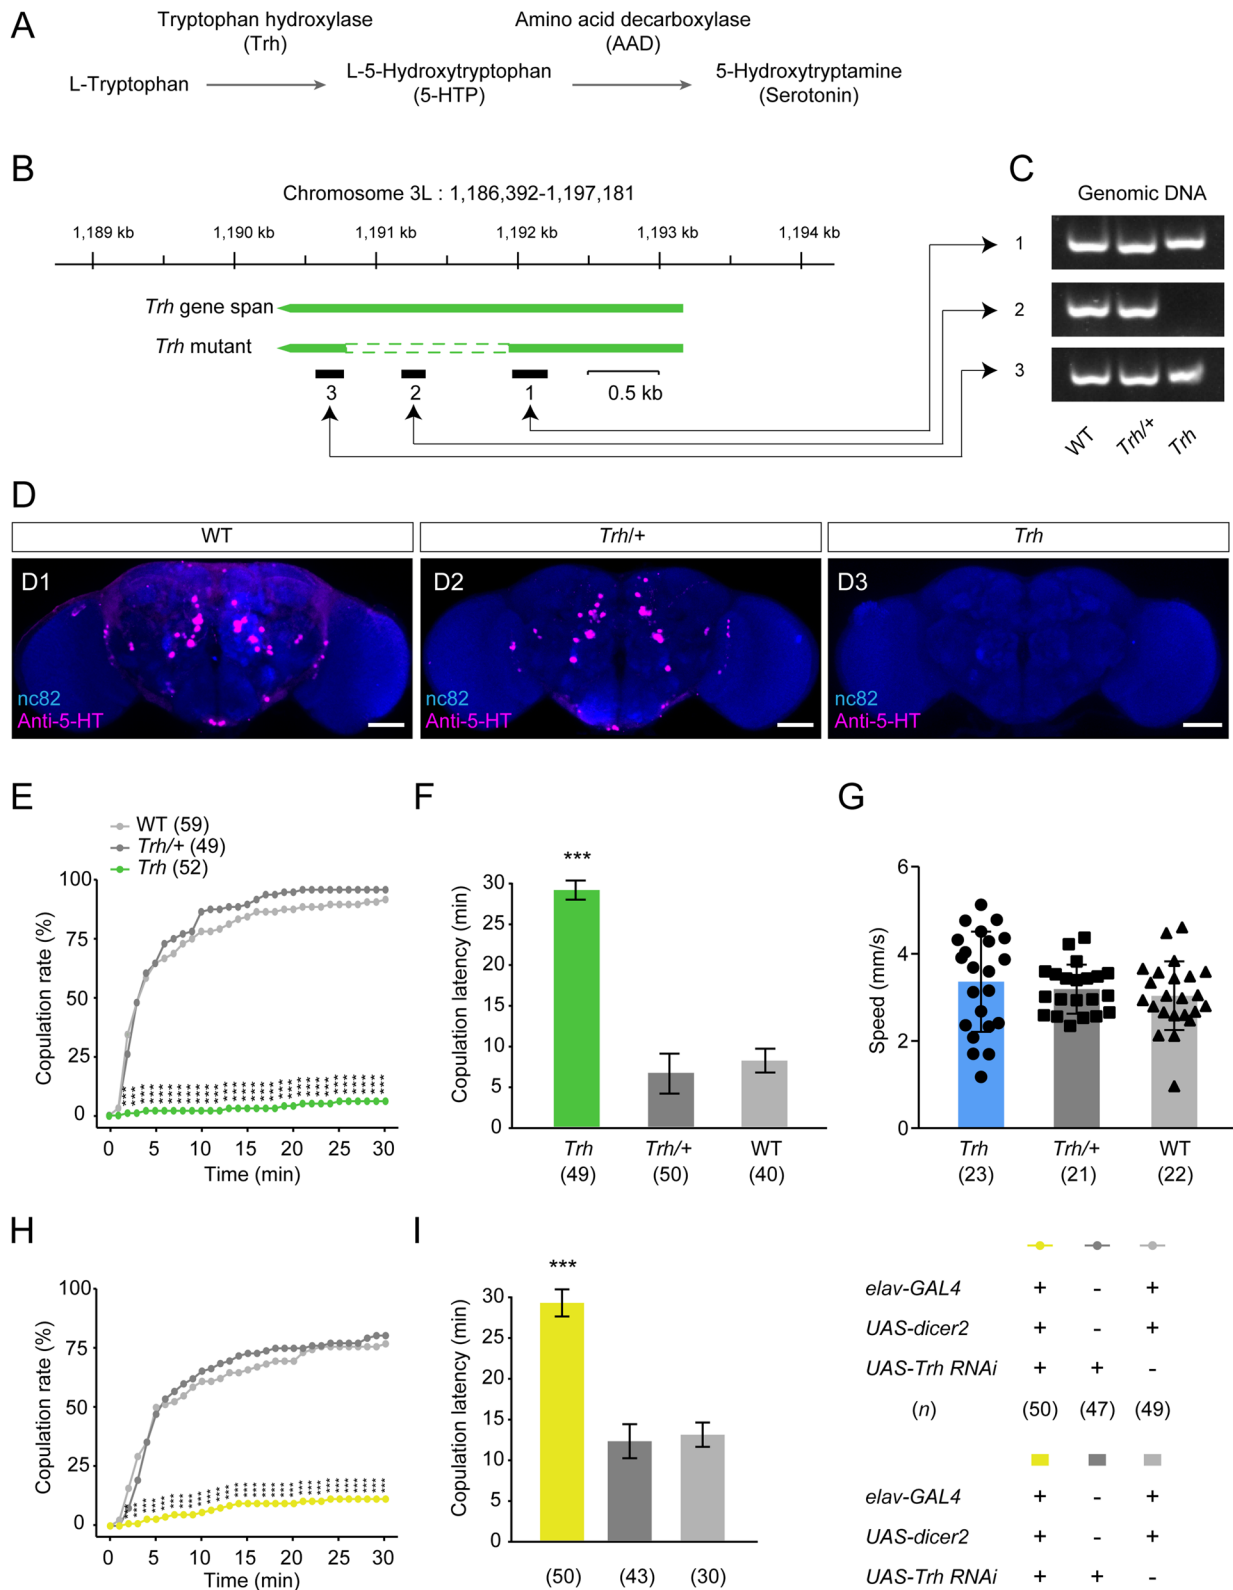 A
Tryptophan hydroxylase
(Trh)
Amino acid decarboxylase
(AAD)
L-Tryptophan
L-5-Hydroxytryptophan
(5-HTP)
5-Hydroxytryptamine
(Serotonin)
B
Chromosome 3L : 1,186,392-1,197,181
1,189 kb 1,190 kb 1,191 kb 1,192 kb 1,193 kb 1,194 kb
Trh gene span
Trh mutant
3 2 1 0.5 kb
C
Genomic DNA
1
2
3
WT Trh/+ Trh
D
WT Trh/+ Trh
D1
nc82
Anti-5-HT
D2
nc82
Anti-5-HT
D3
nc82
Anti-5-HT
E
WT (59)
Trh/+ (49)
Trh (52)
Copulation rate (%)
100
75
50
25
0
0 5 10 15 20 25 30
Time (min)
F
***
Copulation latency (min)
30
25
20
15
10
5
0
Trh Trh/+ WT
(49) (50) (40)
G
Speed (mm/s)
6
4
2
0
Trh Trh/+ WT
(23) (21) (22)
H
Copulation rate (%)
100
75
50
25
0
0 5 10 15 20 25 30
Time (min)
I
***
Copulation latency (min)
30
25
20
15
10
5
0
(50) (43) (30)
elav-GAL4 + - +
UAS-dicer2 + - +
UAS-Trh RNAi + + -
(n) (50) (47) (49)
elav-GAL4 + - +
UAS-dicer2 + - +
UAS-Trh RNAi + + -